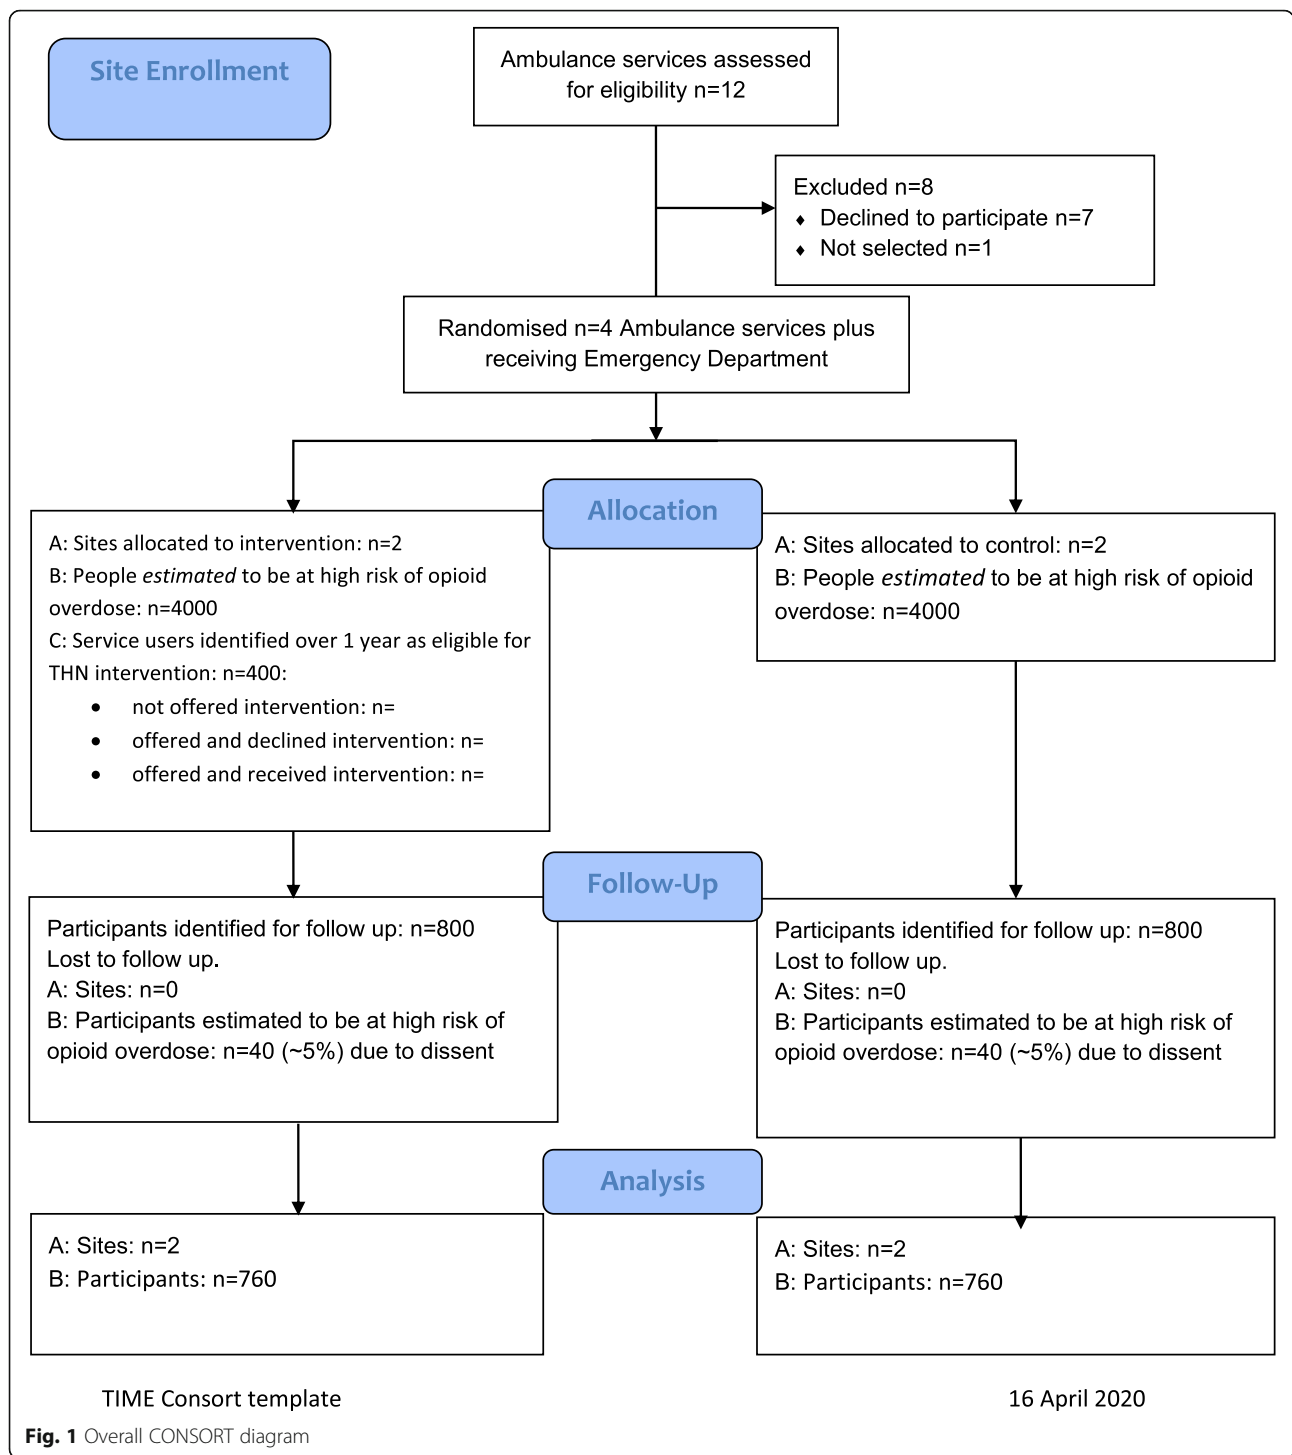 Site Enrollment
Ambulance services assessed
for eligibility n=12
Excluded n=8
♦ Declined to participate n=7
♦ Not selected n=1
Randomised n=4 Ambulance services plus
receiving Emergency Department
Allocation
A: Sites allocated to intervention: n=2
B: People estimated to be at high risk of opioid
overdose: n=4000
C: Service users identified over 1 year as eligible for
THN intervention: n=400:
• not offered intervention: n=
• offered and declined intervention: n=
• offered and received intervention: n=
A: Sites allocated to control: n=2
B: People estimated to be at high risk of opioid
overdose: n=4000
Follow-Up
Participants identified for follow up: n=800
Lost to follow up.
A: Sites: n=0
B: Participants estimated to be at high risk of
opioid overdose: n=40 (~5%) due to dissent
Participants identified for follow up: n=800
Lost to follow up.
A: Sites: n=0
B: Participants estimated to be at high risk of
opioid overdose: n=40 (~5%) due to dissent
Analysis
A: Sites: n=2
B: Participants: n=760
A: Sites: n=2
B: Participants: n=760
TIME Consort template
16 April 2020
Fig. 1 Overall CONSORT diagram